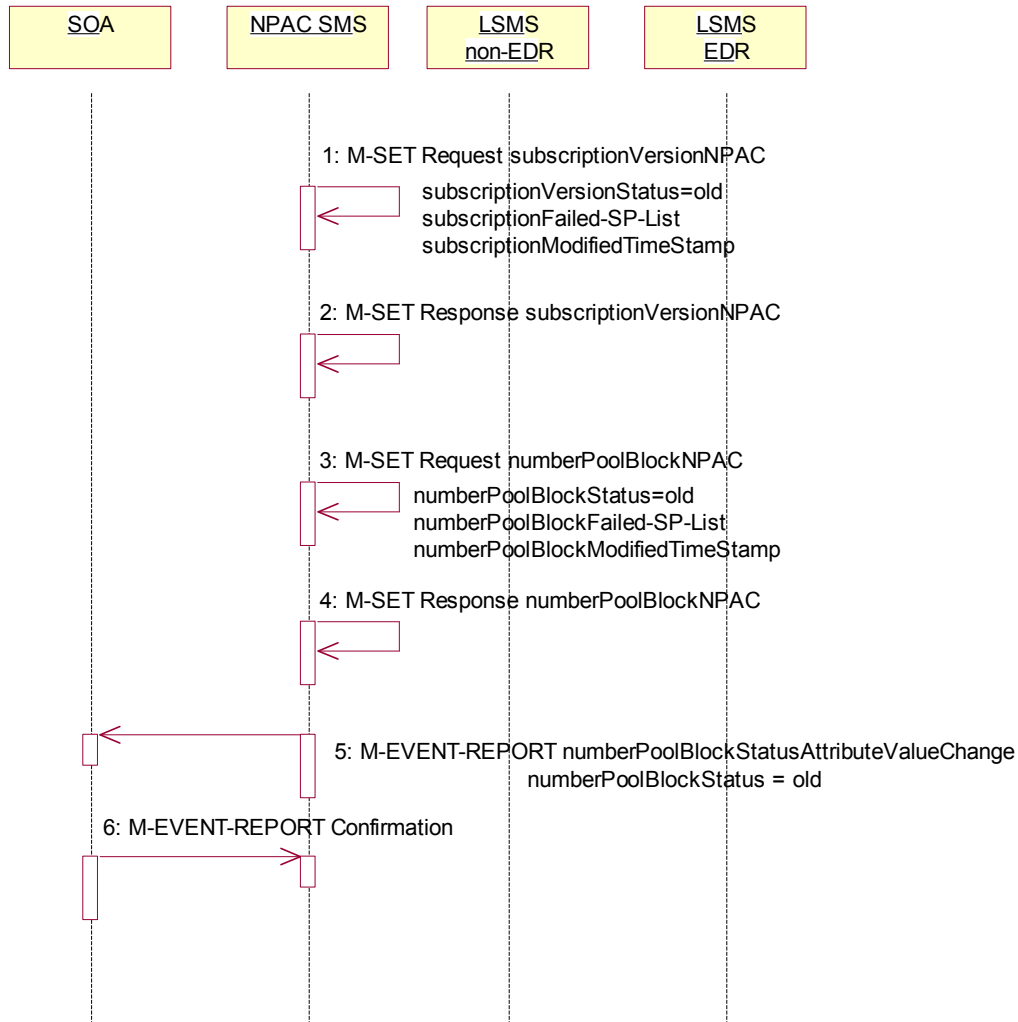 SOA
NPAC SMS
LSMS
non-EDR
LSMS
EDR
1: M-SET Request subscriptionVersionNPAC
subscriptionVersionStatus=old
subscriptionFailed-SP-List
subscriptionModifiedTimeStamp
2: M-SET Response subscriptionVersionNPAC
3: M-SET Request numberPoolBlockNPAC
numberPoolBlockStatus=old
numberPoolBlockFailed-SP-List
numberPoolBlockModifiedTimeStamp
4: M-SET Response numberPoolBlockNPAC
5: M-EVENT-REPORT numberPoolBlockStatusAttributeValueChange
numberPoolBlockStatus = old
6: M-EVENT-REPORT Confirmation